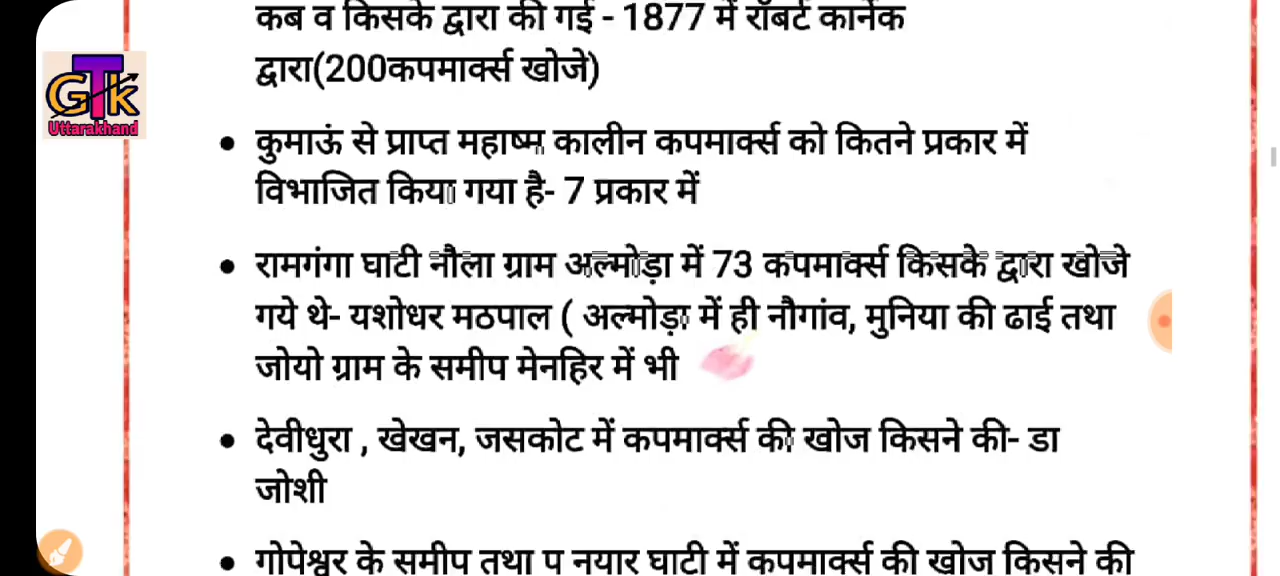 कब व किसके द्वारा की गई - 1877 में रॉबर्ट कार्नक
द्वारा(200कपमार्क्स खोजे)
GTK
Uttarakhand
• कुमाऊं से प्राप्त महाष्म कालीन कपमार्क्स को कितने प्रकार में
विभाजित किया गया है- 7 प्रकार में
• रामगंगा घाटी नौला ग्राम अल्मोड़ा में 73 कपमार्क्स किसके द्वारा खोजे
गये थे- यशोधर मठपाल ( अल्मोड़ा में ही नौगांव, मुनिया की ढाई तथा
जोयो ग्राम के समीप मेनहिर में भी
• देवीधुरा , खेखन, जसकोट में कपमार्क्स की खोज किसने की- डा
जोशी
• गोपेश्वर के समीप तथा प नयार घाटी में कपमार्क्स की खोज किसने की